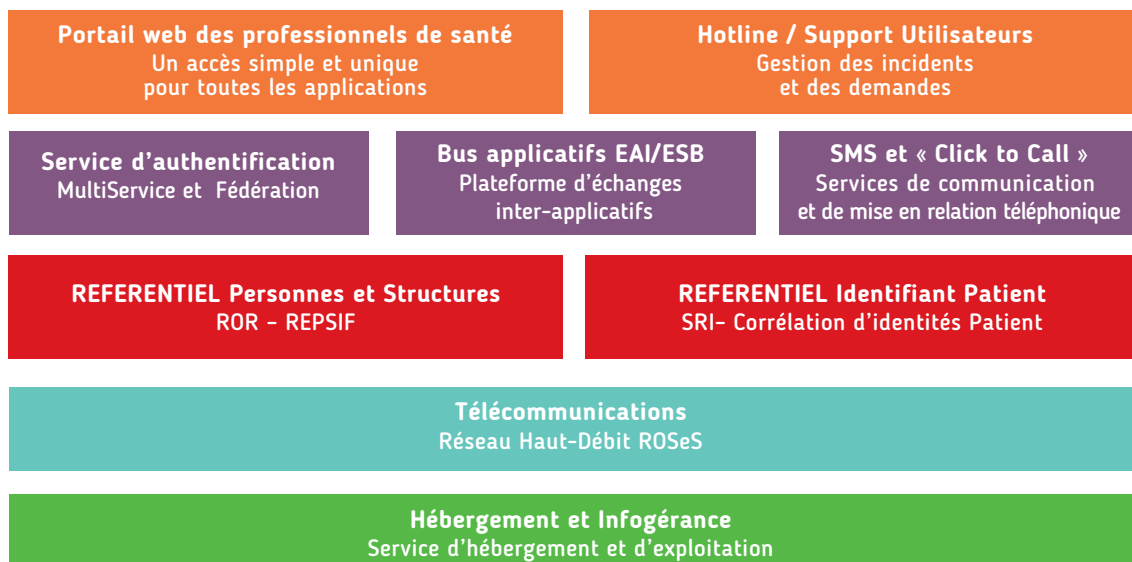 Portail web des professionnels de santé
Un accès simple et unique
pour toutes les applications
Hotline / Support Utilisateurs
Gestion des incidents
et des demandes
Service d'authentification
MultiService et Fédération
Bus applicatifs EAI/ESB
Plateforme d'échanges
inter-applicatifs
SMS et « Click to Call »
Services de communication
et de mise en relation téléphonique
REFERENTIEL Personnes et Structures
ROR - REPSIF
REFERENTIEL Identifiant Patient
SRI- Corrélation d'identités Patient
Télécommunications
Réseau Haut-Débit ROSeS
Hébergement et Infogérance
Service d'hébergement et d'exploitation